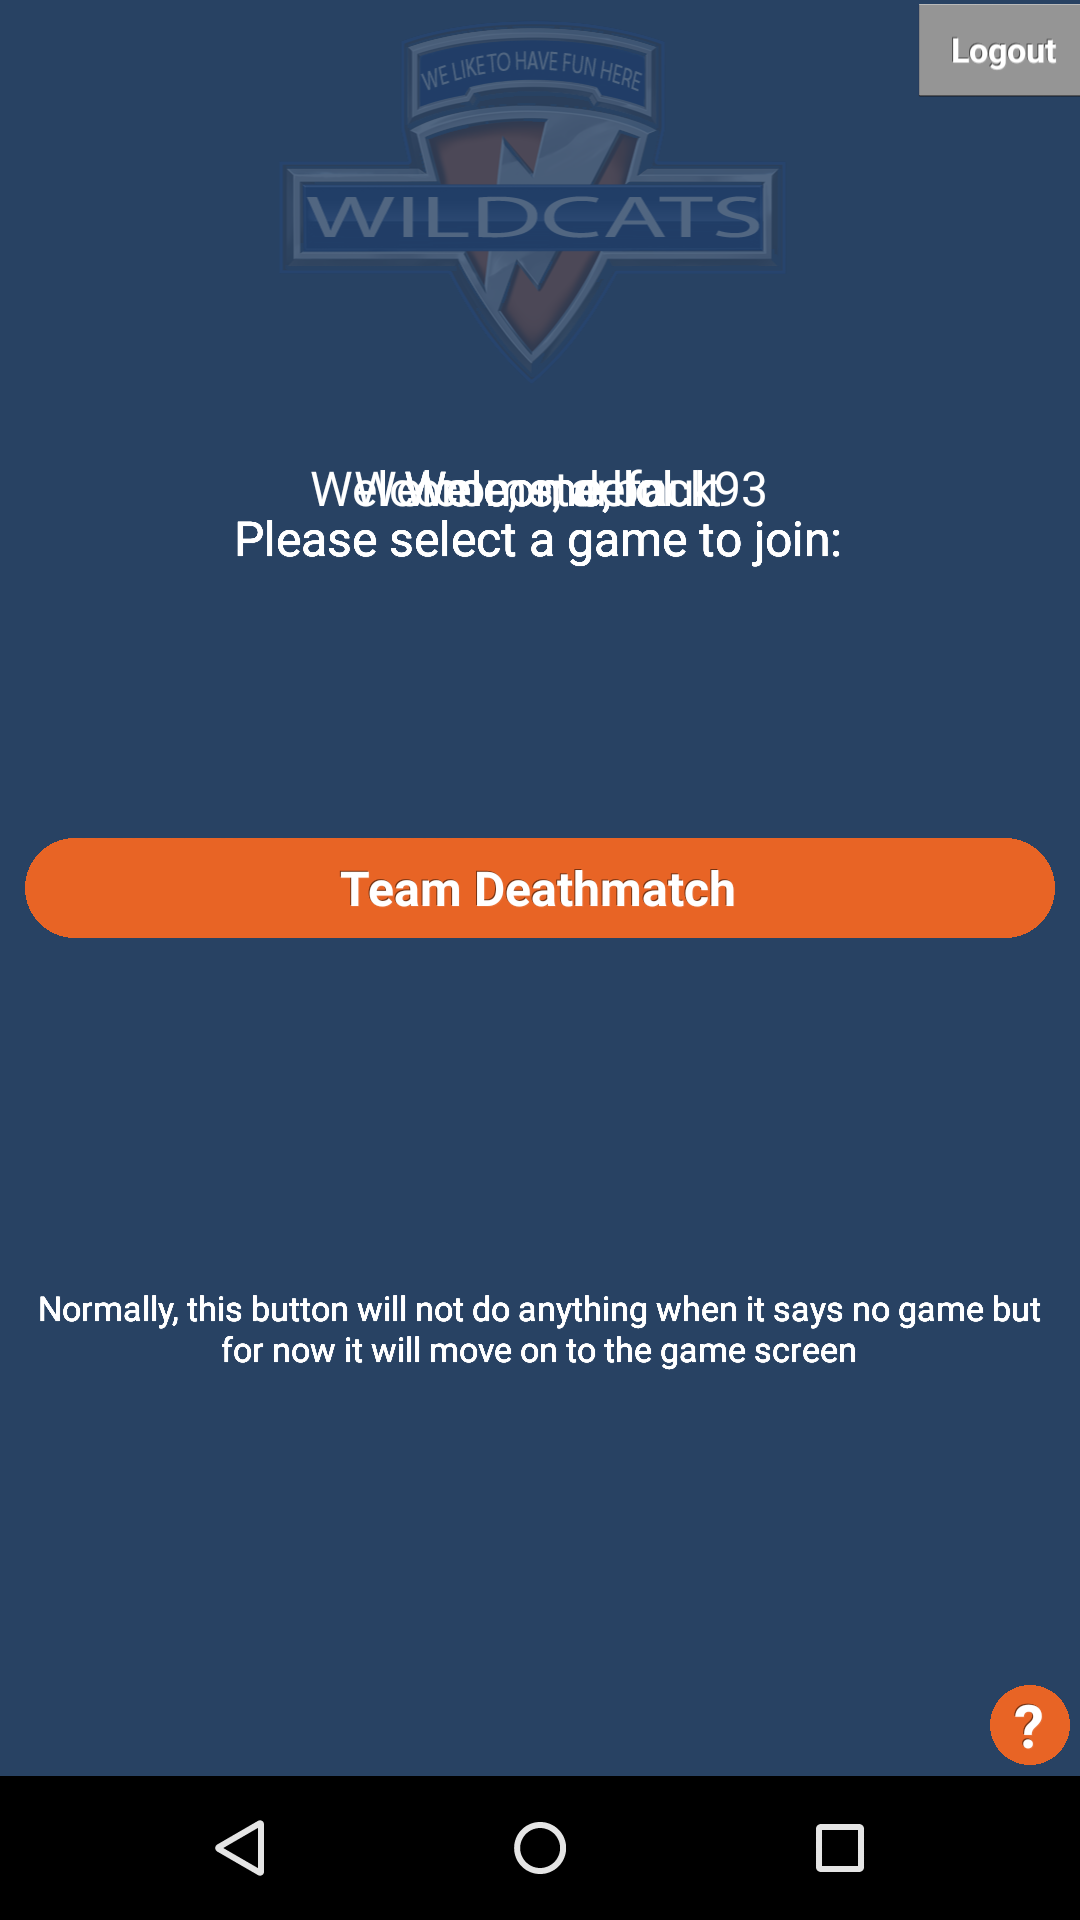 WE LIKE TO HAVE FUN HERE
Logout
WILDCATS
Please select a game to join:
Team Deathmatch
Normally, this button will not do anything when it says no game but
for now it will move on to the game screen
?